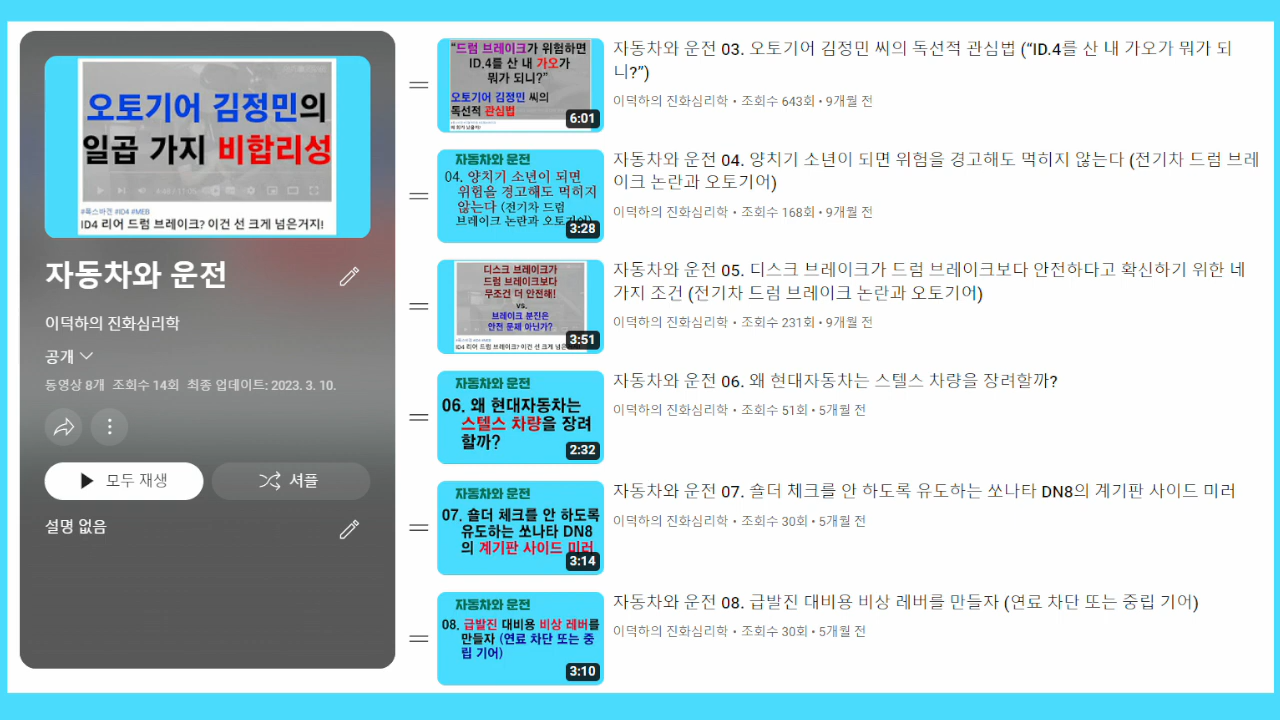 오토기어 김정민의
일곱 가지 비합리성
#폭스바겐 #ID4 #MEB
ID4 리어 드럼 브레이크? 이건 선 크게 넘은거지!
자동차와 운전
이덕하의 진화심리학
공개
동영상 8개 조회수 14회 최종 업데이트: 2023. 3. 10.
모두 재생
셔플
설명 없음
“드럼 브레이크가 위험하면
ID.4를 산 내 가오가
뭐가 되니?”
오토기어 김정민 씨의
독선적 관심법
6:01
자동차와 운전 03. 오토기어 김정민 씨의 독선적 관심법 (“ID.4를 산 내 가오가 뭐가 되
니?”)
이덕하의 진화심리학 • 조회수 643회 • 9개월 전
자동차와 운전
04. 양치기 소년이 되면
위험을 경고해도 먹히지
않는다 (전기차 드럼
브레이크 논란과 오토기어)
3:28
자동차와 운전 04. 양치기 소년이 되면 위험을 경고해도 먹히지 않는다 (전기차 드럼 브레
이크 논란과 오토기어)
이덕하의 진화심리학 • 조회수 168회 • 9개월 전
디스크 브레이크가
드럼 브레이크보다
무조건 더 안전해!
vs.
브레이크 분진은
안전 문제 아닌가?
ID4 리어 드럼 브레이크? 이건 선 크게 넘은
3:51
자동차와 운전 05. 디스크 브레이크가 드럼 브레이크보다 안전하다고 확신하기 위한 네
가지 조건 (전기차 드럼 브레이크 논란과 오토기어)
이덕하의 진화심리학 • 조회수 231회 • 9개월 전
자동차와 운전
06. 왜 현대자동차는
스텔스 차량을 장려
할까?
2:32
자동차와 운전 06. 왜 현대자동차는 스텔스 차량을 장려할까?
이덕하의 진화심리학 • 조회수 51회 • 5개월 전
자동차와 운전
07. 숄더 체크를 안 하도록
유도하는 쏘나타 DN8
의 계기판 사이드 미러
3:14
자동차와 운전 07. 숄더 체크를 안 하도록 유도하는 쏘나타 DN8의 계기판 사이드 미러
이덕하의 진화심리학 • 조회수 30회 • 5개월 전
자동차와 운전
08. 급발진 대비용 비상 레버를
만들자 (연료 차단 또는 중
립 기어)
3:10
자동차와 운전 08. 급발진 대비용 비상 레버를 만들자 (연료 차단 또는 중립 기어)
이덕하의 진화심리학 • 조회수 30회 • 5개월 전